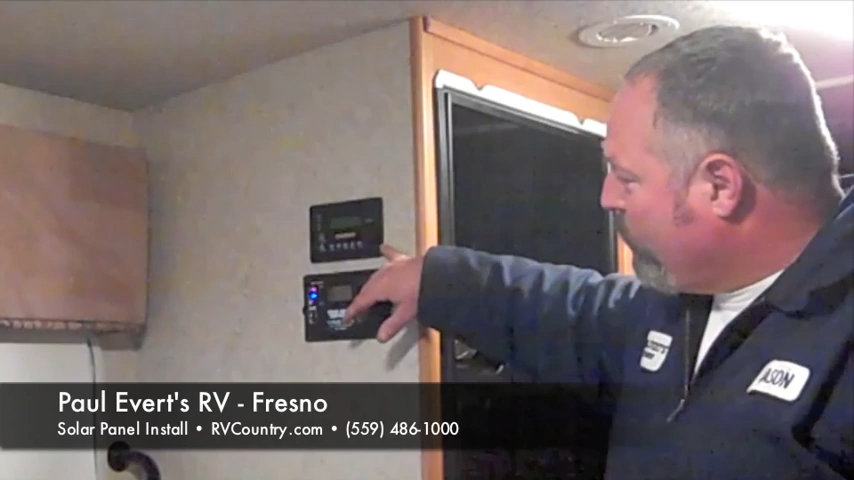 Paul Evert's RV - Fresno
Solar Panel Install • RVCountry.com • (559) 486-1000
ASON